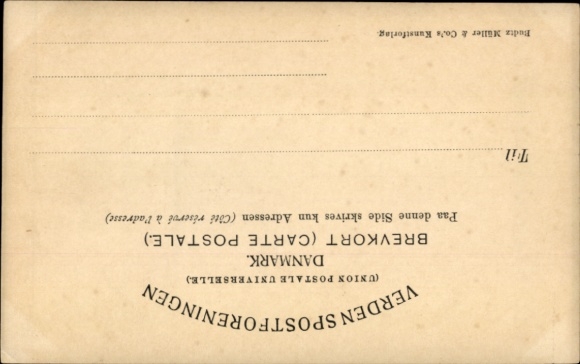 VERDENSPOSTFORENINGEN
(UNION POSTALE UNIVERSELLE.)
DANMARK.
BREVKORT (CARTE POSTALE.)
Paa denne Side skrives kun Adressen (Côté réservé à l'adresse)
Til
Budtz Müller & Co.'s Kunstforlag.